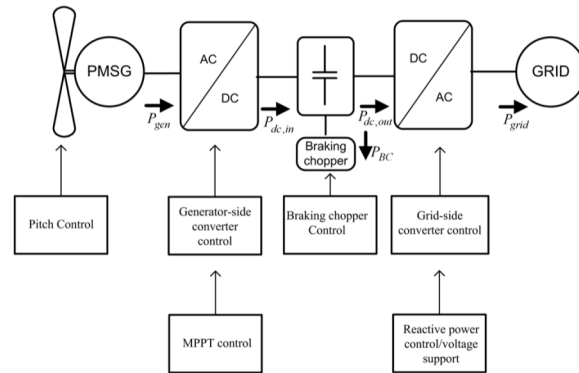 PMSG
AC
DC
DC
AC
GRID
P_gen
P_dc,in
P_dc,out
P_BC
P_grid
Braking
chopper
Pitch Control
Generator-side
converter
control
Braking chopper
Control
Grid-side
converter control
MPPT control
Reactive power
control/voltage
support